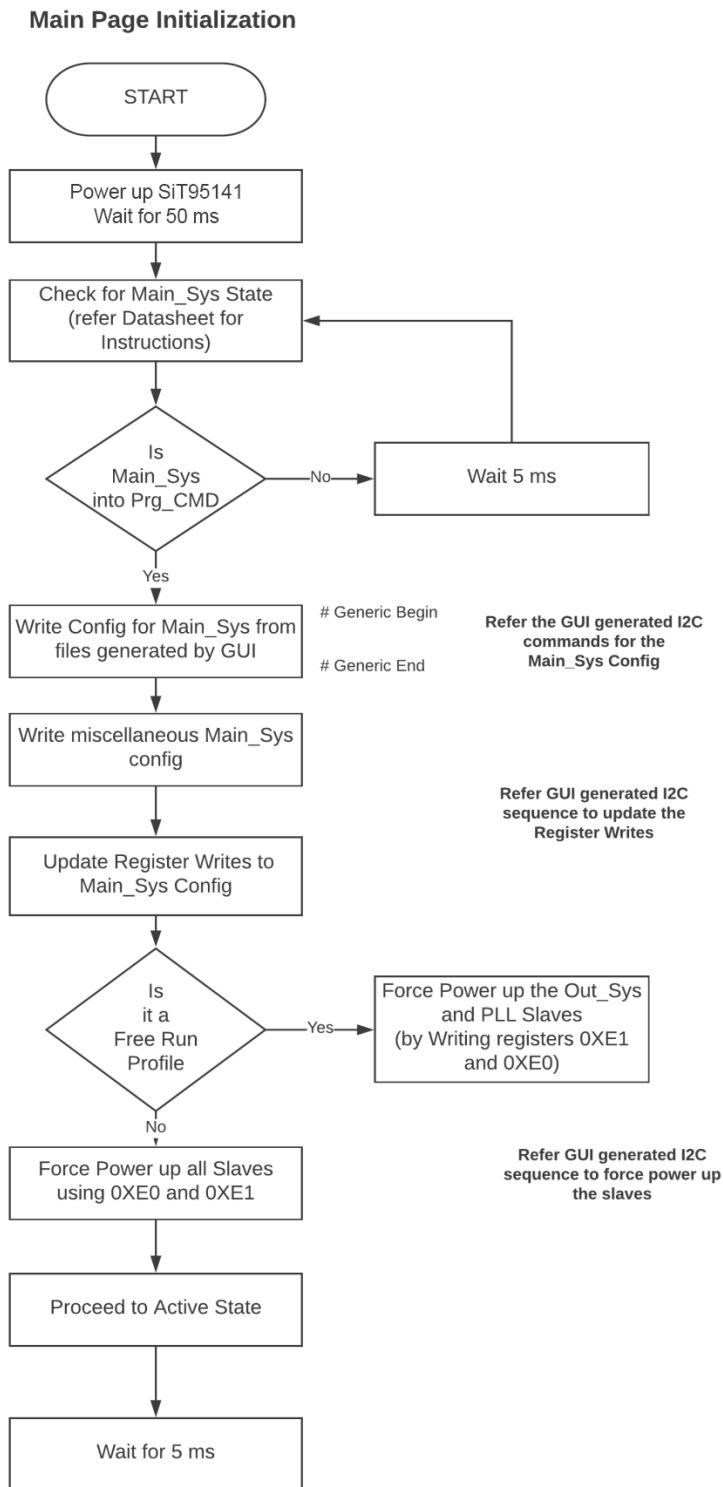 Main Page Initialization
START
Power up SiT95141
Wait for 50 ms
Check for Main_Sys State
(refer Datasheet for
Instructions)
Is
Main_Sys
into Prg_CMD
No
Wait 5 ms
Yes
Write Config for Main_Sys from
files generated by GUI
# Generic Begin
# Generic End
Refer the GUI generated I2C
commands for the
Main_Sys Config
Write miscellaneous Main_Sys
config
Refer GUI generated I2C
sequence to update the
Register Writes
Update Register Writes to
Main_Sys Config
Is
it a
Free Run
Profile
Yes
Force Power up the Out_Sys
and PLL Slaves
(by Writing registers 0XE1
and 0XE0)
No
Force Power up all Slaves
using 0XE0 and 0XE1
Refer GUI generated I2C
sequence to force power up
the slaves
Proceed to Active State
Wait for 5 ms